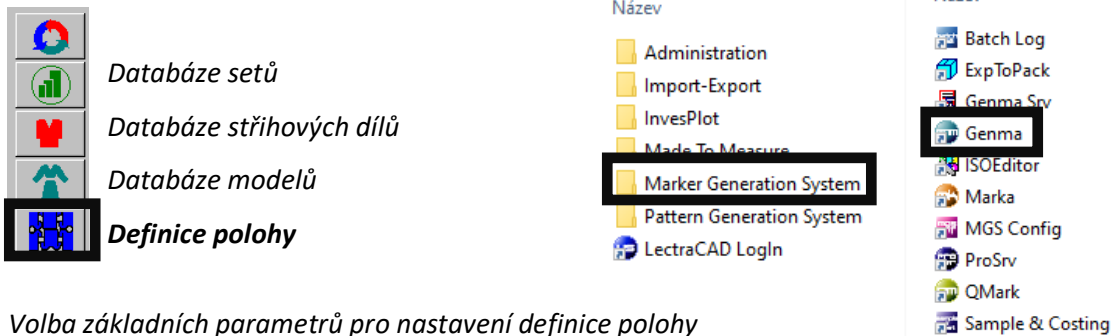 Databáze setů
Databáze střihových dílů
Databáze modelů
Definice polohy
Název
Administration
Import-Export
InvesPlot
Made To Measure
Marker Generation System
Pattern Generation System
LectraCAD LogIn
Název
Batch Log
ExpToPack
Genma Srv
Genma
ISOEditor
Marka
MGS Config
ProSrv
QMark
Sample & Costing
Volba základních parametrů pro nastavení definice polohy